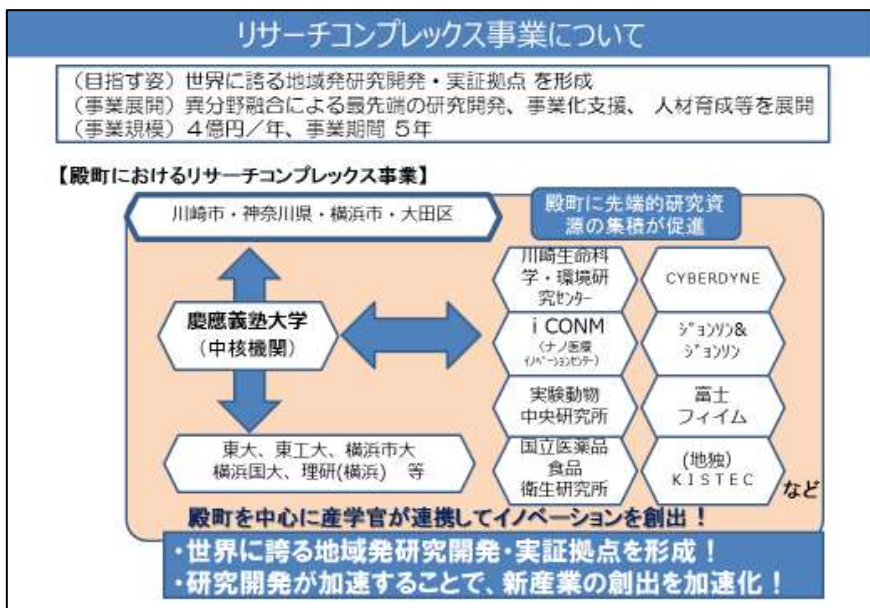 リサーチコンプレックス事業について
（目指す姿）世界に誇る地域発研究開発・実証拠点 を形成
（事業展開）異分野融合による最先端の研究開発、事業化支援、 人材育成等を展開
（事業規模）４億円／年、事業期間 ５年
【殿町におけるリサーチコンプレックス事業】
川崎市・神奈川県・横浜市・大田区
殿町に先端的研究資
源の集積が促進
慶應義塾大学
（中核機関）
東大、東工大、横浜市大
横浜国大、理研(横浜) 等
川崎生命科
学・環境研
究ｾﾝﾀｰ
CYBERDYNE
i CONM
（ナノ医療
ｲﾉﾍﾞｰｼｮﾝｾﾝﾀｰ）
ｼﾞｮﾝｿﾝ&
ｼﾞｮﾝｿﾝ
実験動物
中央研究所
富士
フィイム
国立医薬品
食品
衛生研究所
(地独)
ＫＩＳＴＥＣ
など
殿町を中心に産学官が連携してイノベーションを創出！
・世界に誇る地域発研究開発・実証拠点を形成！
・研究開発が加速することで、新産業の創出を加速化！